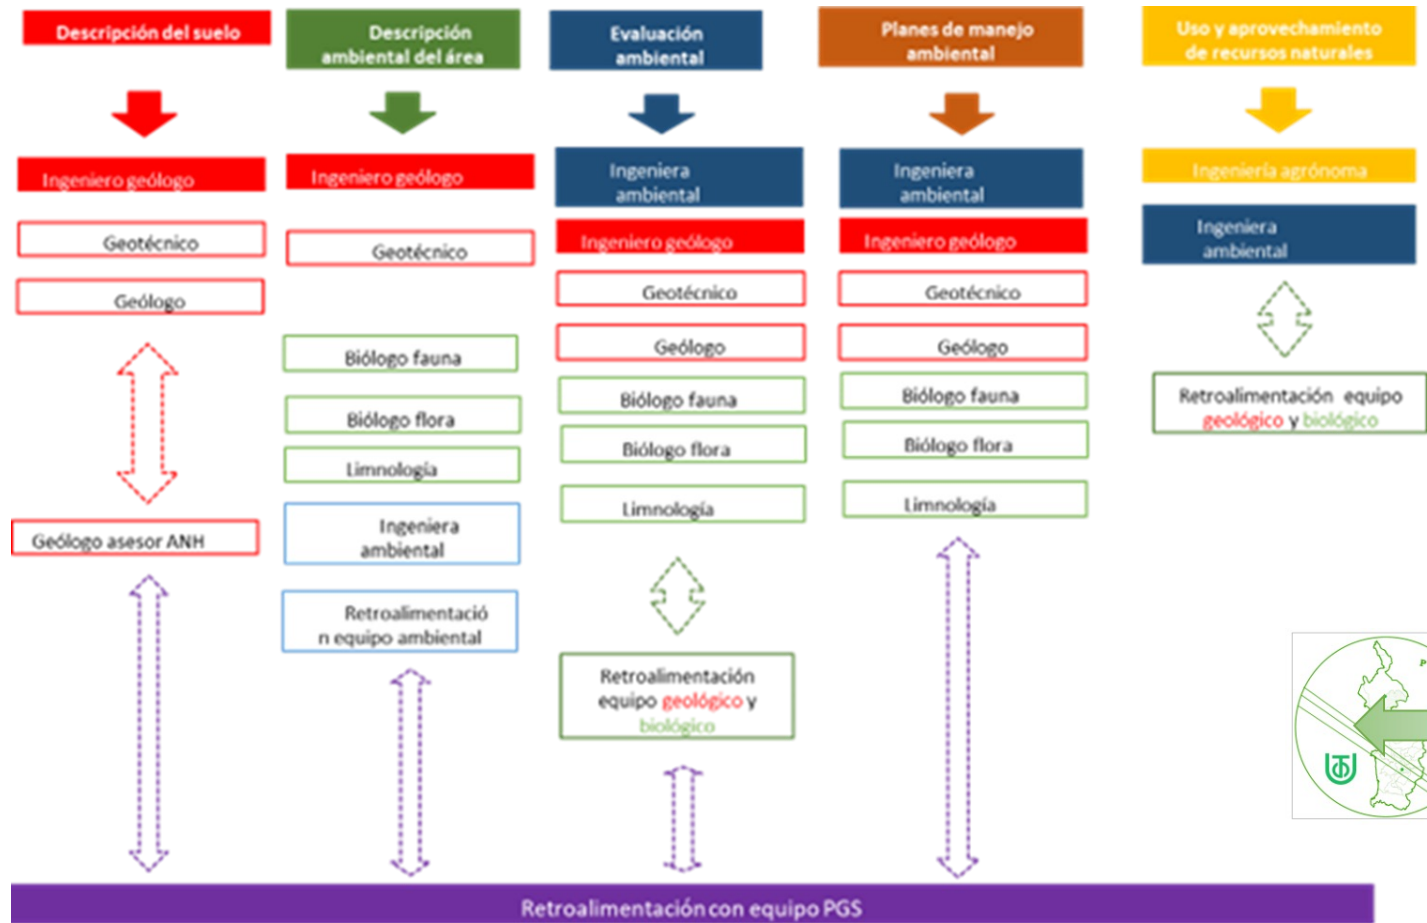 Descripción del suelo
Ingeniero geólogo
Geotécnico
Geólogo
Geólogo asesor ANH
Descripción
ambiental del área
Ingeniero geólogo
Geotécnico
Biólogo fauna
Biólogo flora
Limnología
Ingeniera
ambiental
Retroalimentació
n equipo ambiental
Evaluación
ambiental
Ingeniera
ambiental
Ingeniero geólogo
Geotécnico
Geólogo
Biólogo fauna
Biólogo flora
Limnología
Retroalimentación
equipo geológico y
biológico
Planes de manejo
ambiental
Ingeniera
ambiental
Ingeniero geólogo
Geotécnico
Geólogo
Biólogo fauna
Biólogo flora
Limnología
Uso y aprovechamiento
de recursos naturales
Ingeniería agrónoma
Ingeniera
ambiental
Retroalimentación equipo
geológico y biológico
Retroalimentación con equipo PGS